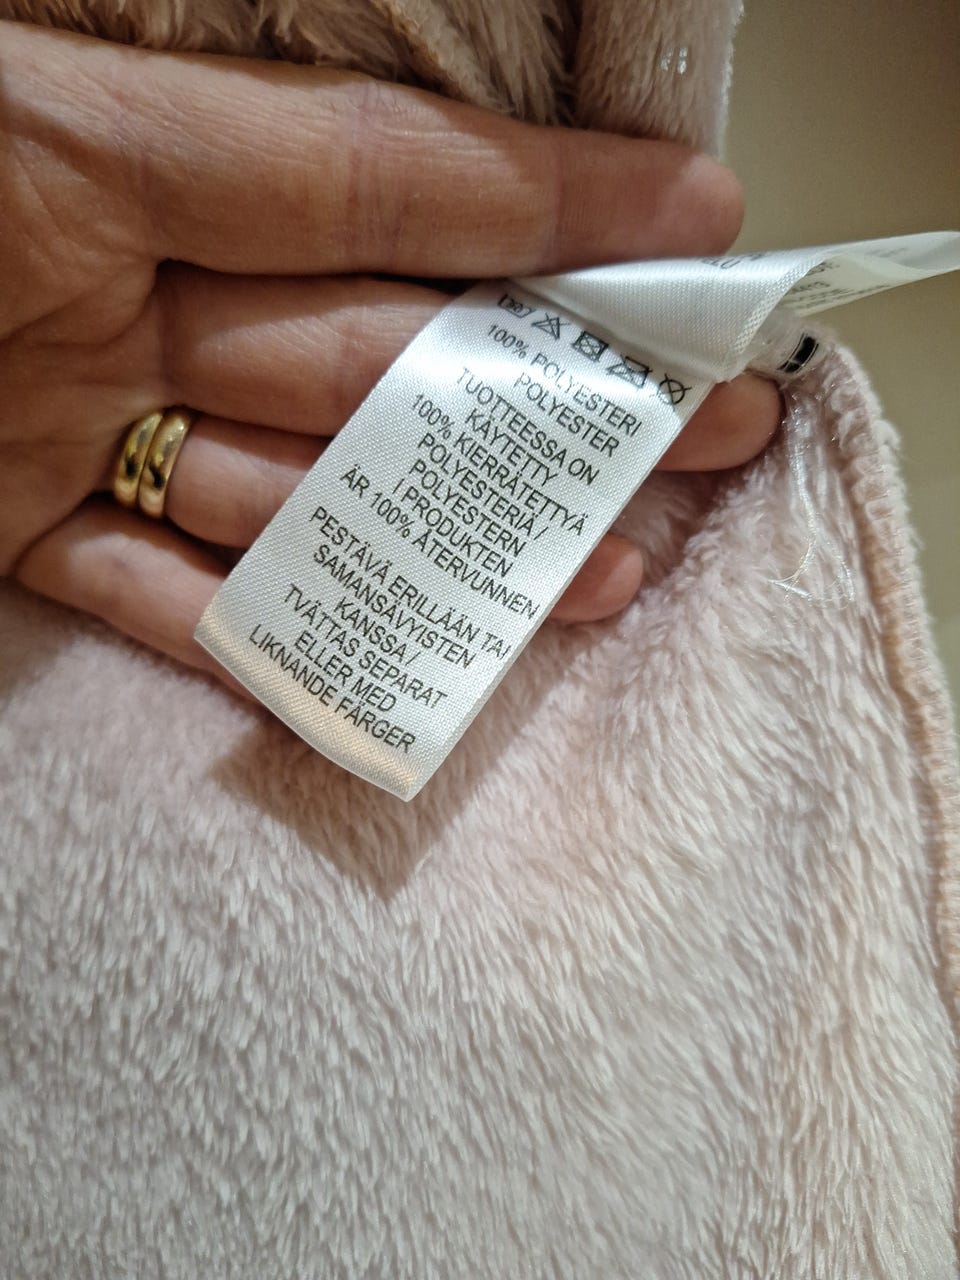 100% POLYESTERI
POLYESTER
TUOTTEESSA ON
KÄYTETTY
100% KIERRÄTETTYÄ
POLYESTERIÄ /
POLYESTERN
I PRODUKTEN
ÄR 100% ÅTERVUNNEN
PESTÄVÄ ERILLÄÄN TAI
SAMANSÄVYISTEN
KANSSA /
TVÄTTAS SEPARAT
ELLER MED
LIKNANDE FÄRGER